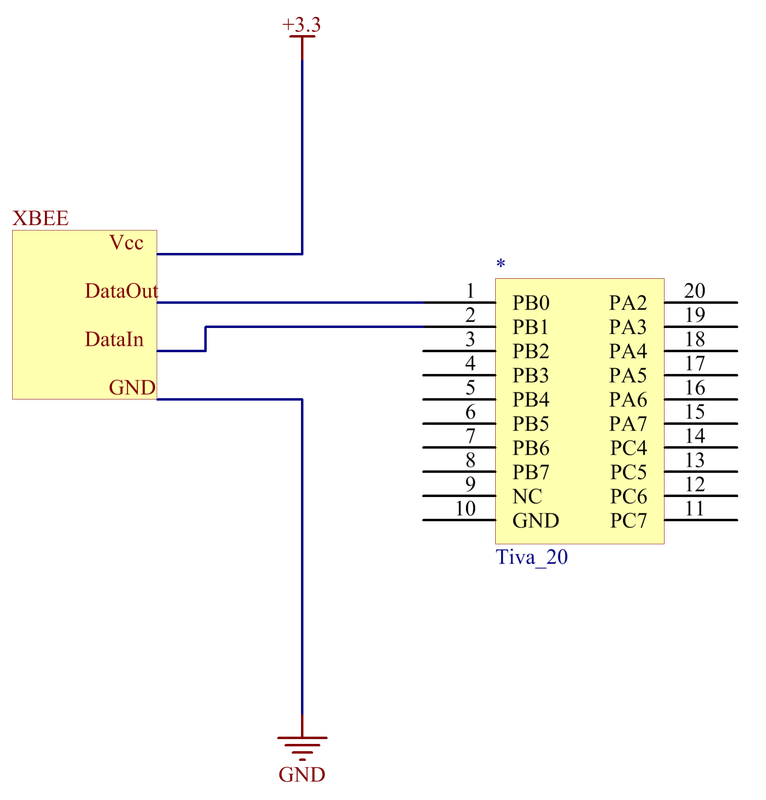 +3.3
XBEE
Vcc
DataOut
DataIn
GND
*
1 PB0 PA2 20
2 PB1 PA3 19
3 PB2 PA4 18
4 PB3 PA5 17
5 PB4 PA6 16
6 PB5 PA7 15
7 PB6 PC4 14
8 PB7 PC5 13
9 NC PC6 12
10 GND PC7 11
Tiva_20
GND